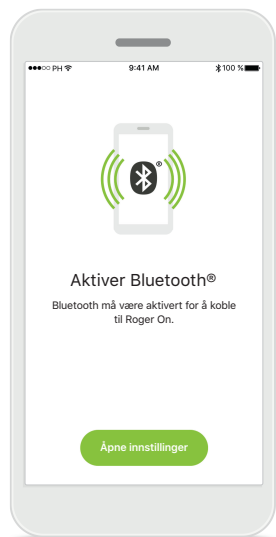 ●●●○○ PH 9:41 AM 100 %
®
Aktiver Bluetooth®
Bluetooth må være aktivert for å koble
til Roger On.
Åpne innstillinger